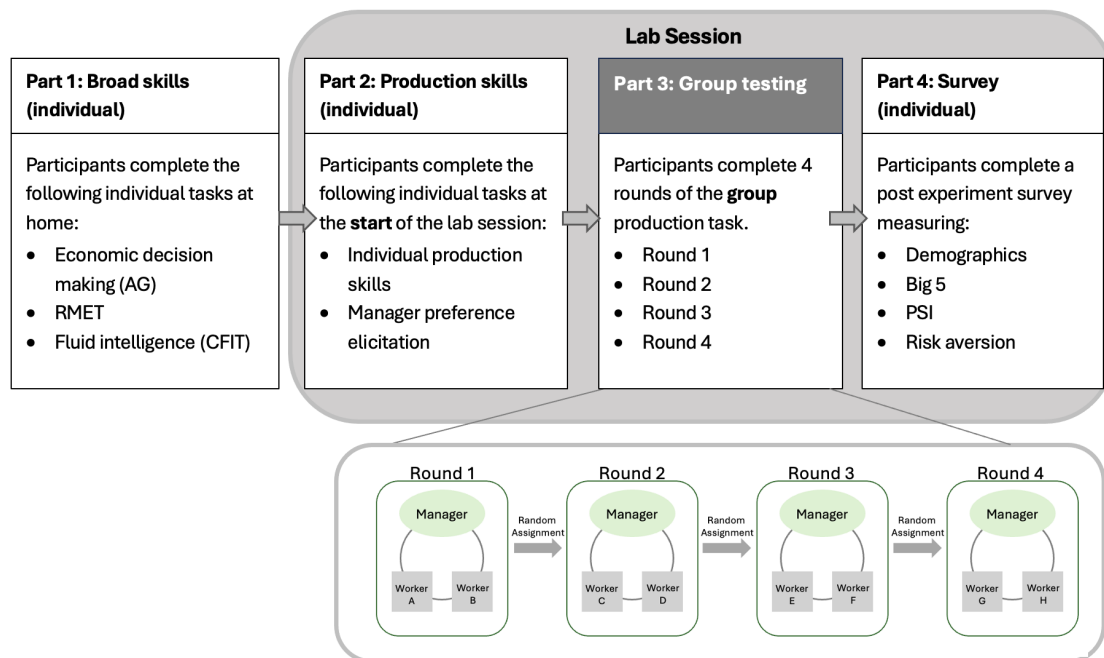 Lab Session
Part 1: Broad skills
(individual)
Participants complete the
following individual tasks at
home:
• Economic decision
making (AG)
• RMET
• Fluid intelligence (CFIT)
Part 2: Production skills
(individual)
Participants complete the
following individual tasks at
the start of the lab session:
• Individual production
skills
• Manager preference
elicitation
Part 3: Group testing
Participants complete 4
rounds of the group
production task.
• Round 1
• Round 2
• Round 3
• Round 4
Part 4: Survey
(individual)
Participants complete a
post experiment survey
measuring:
• Demographics
• Big 5
• PSI
• Risk aversion
Round 1
Manager
Worker
A
Worker
B
Random
Assignment
Round 2
Manager
Worker
C
Worker
D
Random
Assignment
Round 3
Manager
Worker
E
Worker
F
Random
Assignment
Round 4
Manager
Worker
G
Worker
H